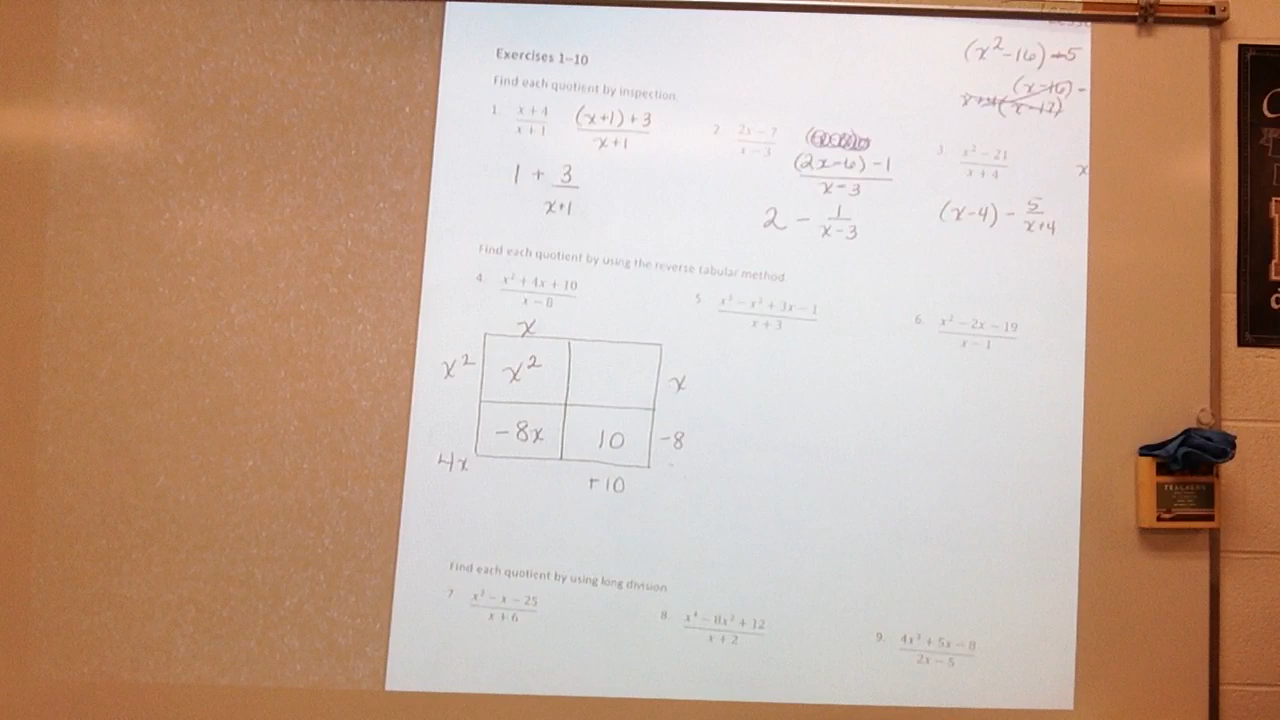 Exercises 1–10
(x²-16) -5
Find each quotient by inspection.
(x-16) -
1. x + 4 / x + 1
(x+1)+3 / x+1
2. 2x − 7 / x − 3
(2x-6)-1 / x-3
3. x² − 21 / x + 4
x
1 + 3 / x+1
2 - 1 / x-3
(x-4) - 5 / x+4
Find each quotient by using the reverse tabular method.
4. x² + 4x + 10 / x − 8
5. x³ − x² + 3x − 1 / x + 3
6. x² − 2x − 19 / x − 1
x
x² x² x
-8x 10 -8
4x
+10
Find each quotient by using long division
7. x² − x − 25 / x + 6
8. x⁴ − 8x² + 12 / x + 2
9. 4x³ + 5x − 8 / 2x − 5
TEACHERS